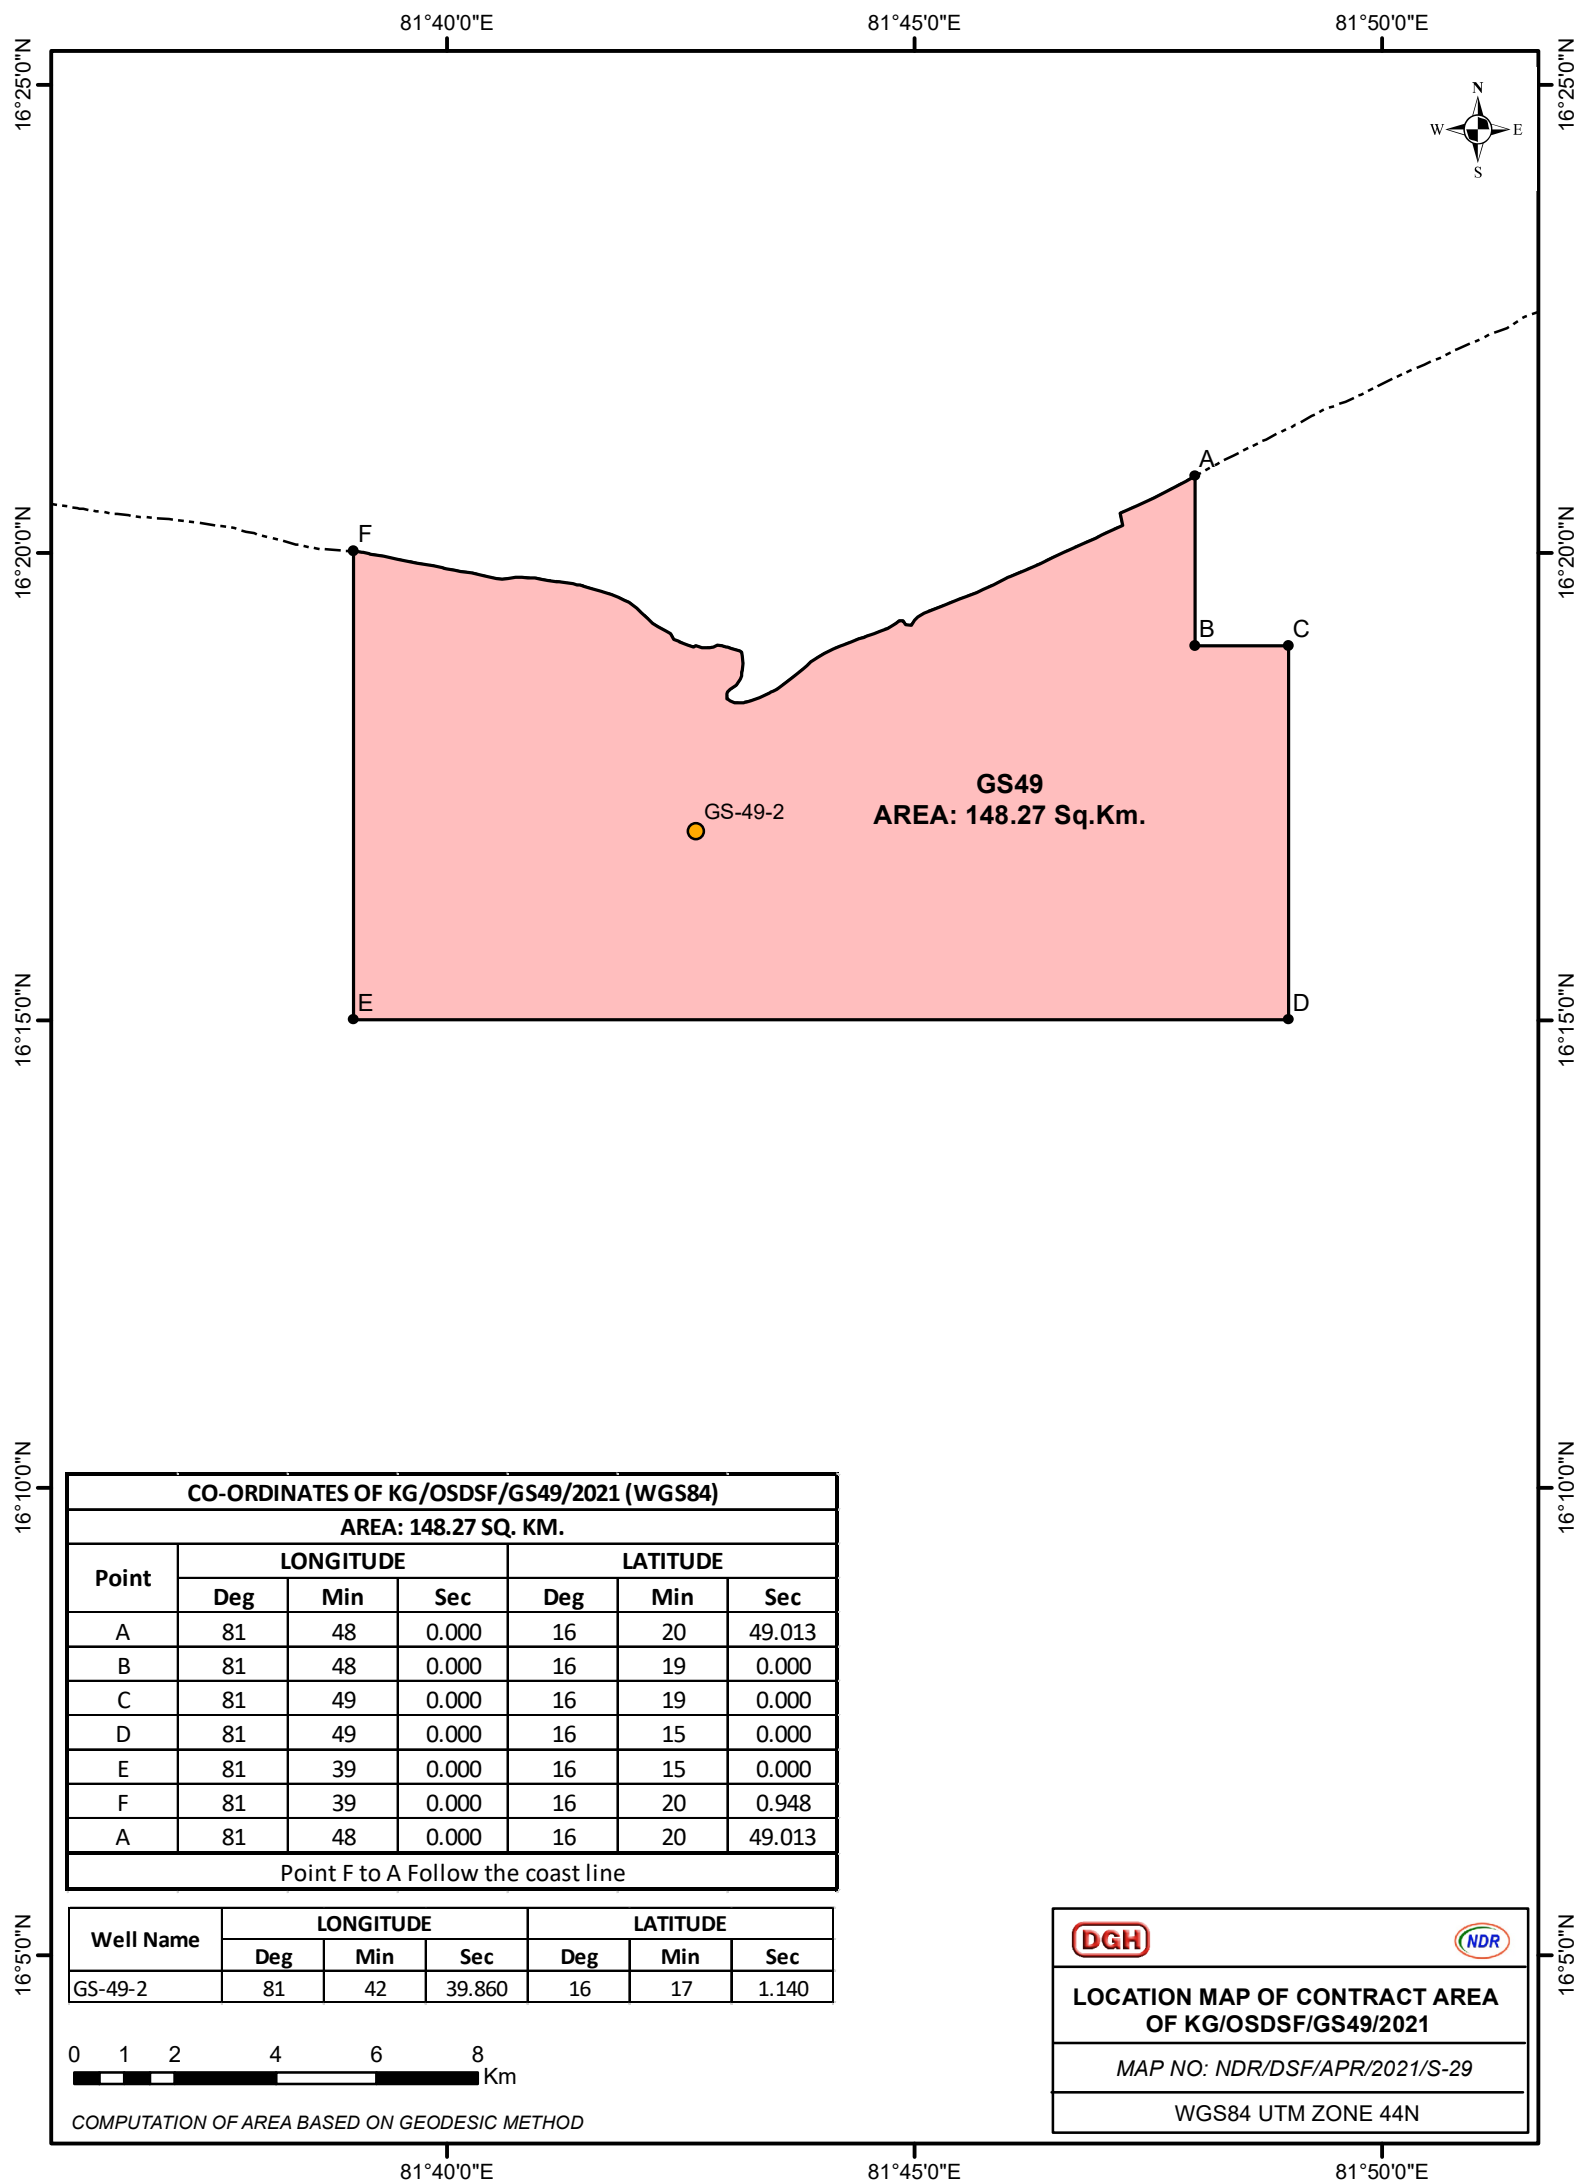 81°40'0"E 81°45'0"E 81°50'0"E
16°25'0"N 16°25'0"N
N
W E
S
A
F
16°20'0"N 16°20'0"N
B C
GS49
AREA: 148.27 Sq.Km.
GS-49-2
E D
16°15'0"N 16°15'0"N
16°10'0"N 16°10'0"N
CO-ORDINATES OF KG/OSDSF/GS49/2021 (WGS84)
AREA: 148.27 SQ. KM.
Point LONGITUDE LATITUDE
Deg Min Sec Deg Min Sec
A 81 48 0.000 16 20 49.013
B 81 48 0.000 16 19 0.000
C 81 49 0.000 16 19 0.000
D 81 49 0.000 16 15 0.000
E 81 39 0.000 16 15 0.000
F 81 39 0.000 16 20 0.948
A 81 48 0.000 16 20 49.013
Point F to A Follow the coast line
Well Name LONGITUDE LATITUDE
Deg Min Sec Deg Min Sec
GS-49-2 81 42 39.860 16 17 1.140
16°5'0"N 16°5'0"N
0 1 2 4 6 8
Km
COMPUTATION OF AREA BASED ON GEODESIC METHOD
DGH NDR
LOCATION MAP OF CONTRACT AREA
OF KG/OSDSF/GS49/2021
MAP NO: NDR/DSF/APR/2021/S-29
WGS84 UTM ZONE 44N
81°40'0"E 81°45'0"E 81°50'0"E